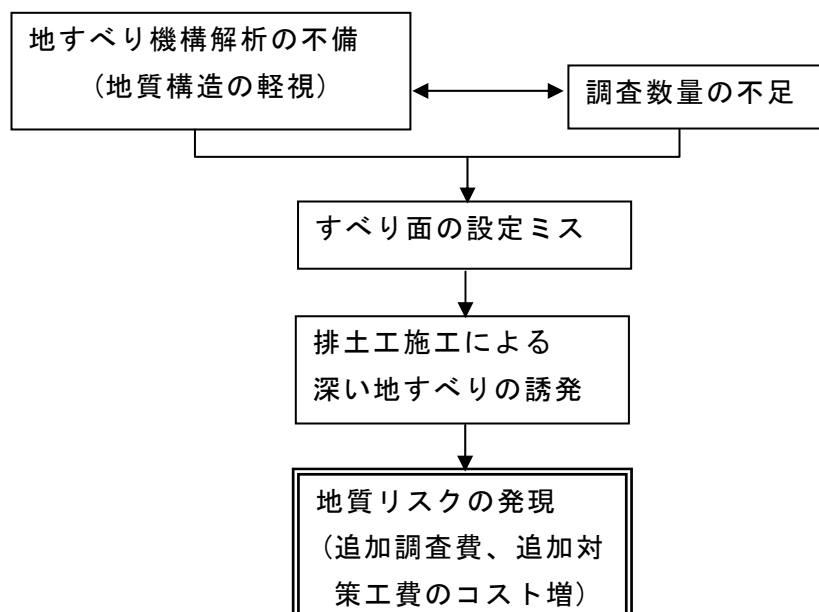 地すべり機構解析の不備
(地質構造の軽視)
調査数量の不足
すべり面の設定ミス
排土工施工による
深い地すべりの誘発
地質リスクの発現
(追加調査費、追加対
策工費のコスト増)